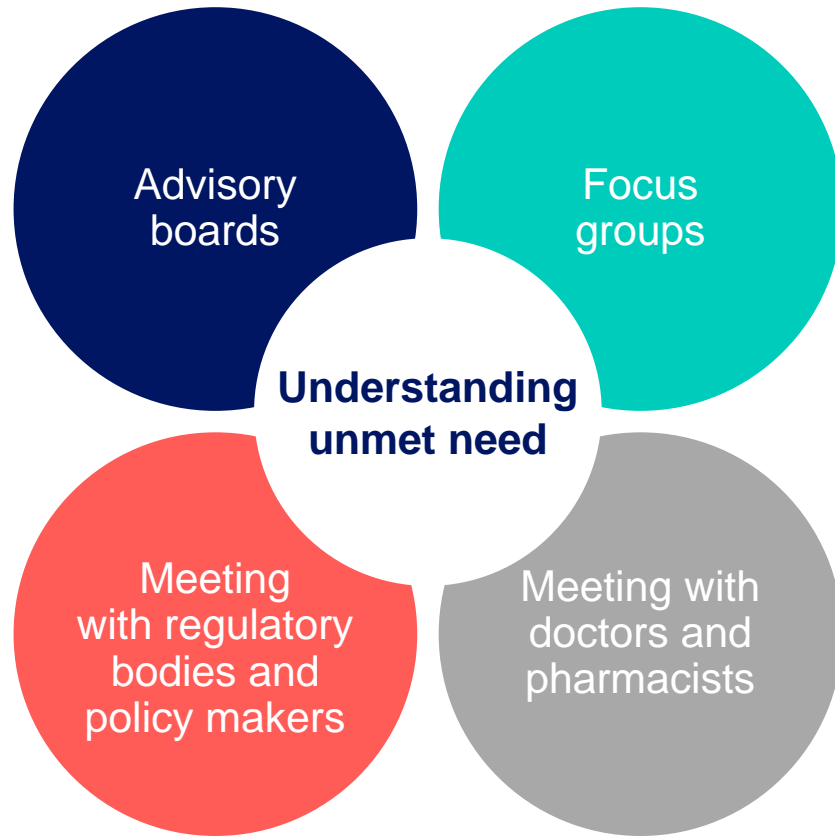 Advisory
boards
Focus
groups
Understanding
unmet need
Meeting
with regulatory
bodies and
policy makers
Meeting with
doctors and
pharmacists